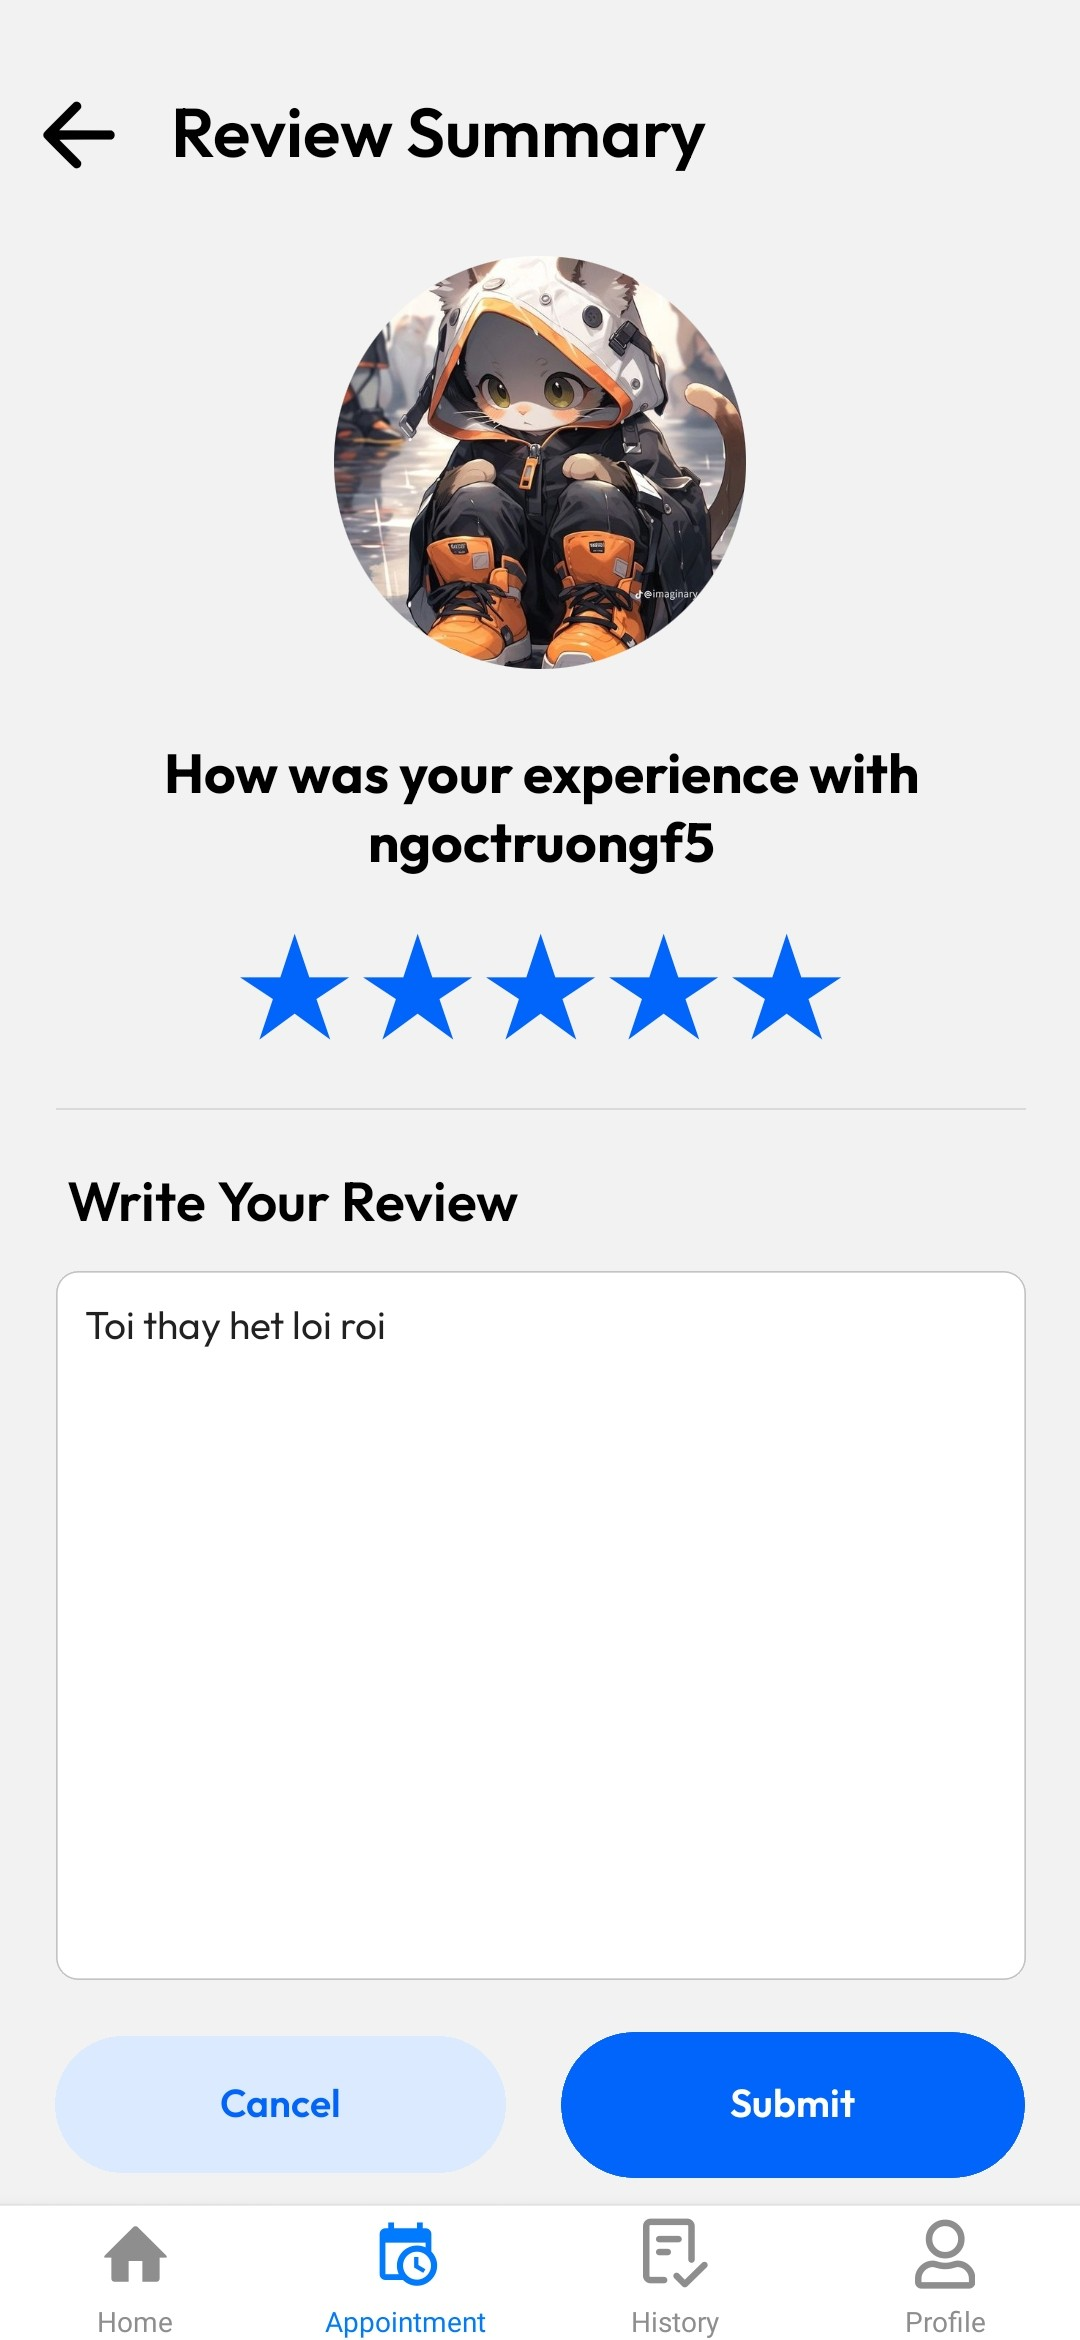 Review Summary
@imaginary
How was your experience with
ngoctruongf5
Write Your Review
Toi thay het loi roi
Cancel
Submit
Home
Appointment
History
Profile